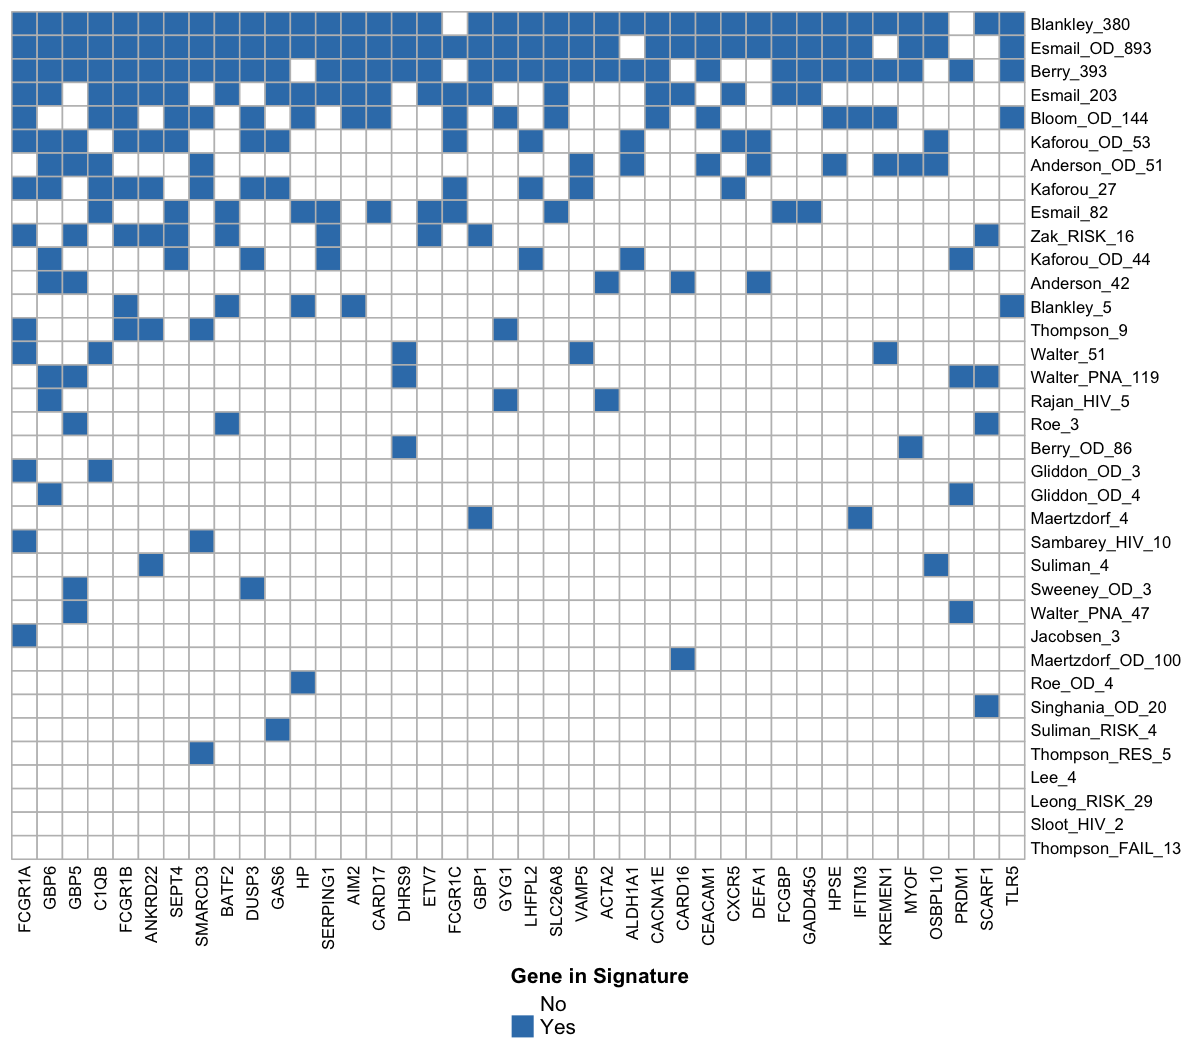 Blankley_380
Esmail_OD_893
Berry_393
Esmail_203
Bloom_OD_144
Kaforou_OD_53
Anderson_OD_51
Kaforou_27
Esmail_82
Zak_RISK_16
Kaforou_OD_44
Anderson_42
Blankley_5
Thompson_9
Walter_51
Walter_PNA_119
Rajan_HIV_5
Roe_3
Berry_OD_86
Gliddon_OD_3
Gliddon_OD_4
Maertzdorf_4
Sambarey_HIV_10
Suliman_4
Sweeney_OD_3
Walter_PNA_47
Jacobsen_3
Maertzdorf_OD_100
Roe_OD_4
Singhania_OD_20
Suliman_RISK_4
Thompson_RES_5
Lee_4
Leong_RISK_29
Sloot_HIV_2
Thompson_FAIL_13
FCGR1A
GBP6
GBP5
C1QB
FCGR1B
ANKRD22
SEPT4
SMARCD3
BATF2
DUSP3
GAS6
HP
SERPING1
AIM2
CARD17
DHRS9
ETV7
FCGR1C
GBP1
GYG1
LHFPL2
SLC26A8
VAMP5
ACTA2
ALDH1A1
CACNA1E
CARD16
CEACAM1
CXCR5
DEFA1
FCGBP
GADD45G
HPSE
IFITM3
KREMEN1
MYOF
OSBPL10
PRDM1
SCARF1
TLR5
Gene in Signature
No
Yes